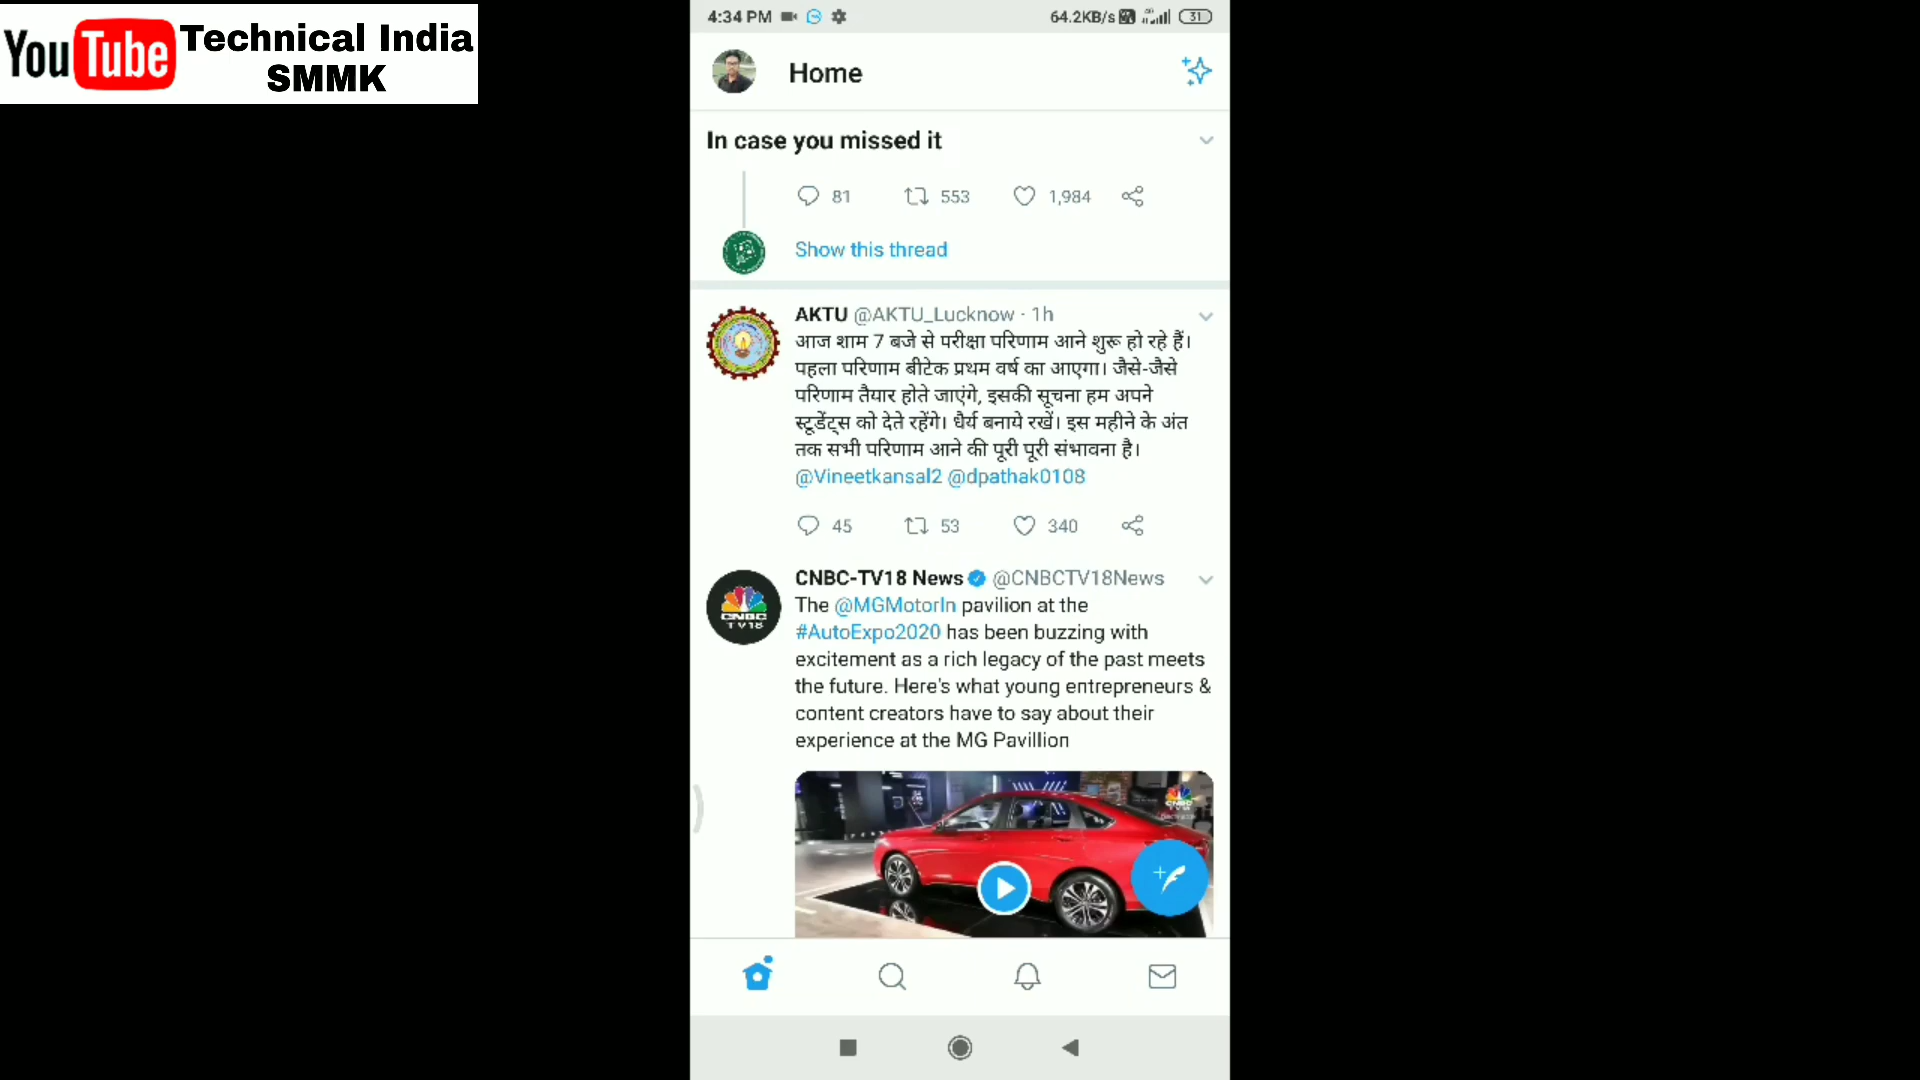 YouTube Technical India
SMMK
4:34 PM 64.2KB/s 31
Home
In case you missed it
81 553 1,984
Show this thread
AKTU @AKTU_Lucknow · 1h
आज शाम 7 बजे से परीक्षा परिणाम आने शुरू हो रहे हैं।
पहला परिणाम बीटेक प्रथम वर्ष का आएगा। जैसे-जैसे
परिणाम तैयार होते जाएंगे, इसकी सूचना हम अपने
स्टूडेंट्स को देते रहेंगे। धैर्य बनाये रखें। इस महीने के अंत
तक सभी परिणाम आने की पूरी पूरी संभावना है।
@Vineetkansal2 @dpathak0108
45 53 340
CNBC-TV18 News @CNBCTV18News
The @MGMotorIn pavilion at the
#AutoExpo2020 has been buzzing with
excitement as a rich legacy of the past meets
the future. Here's what young entrepreneurs &
content creators have to say about their
experience at the MG Pavillion
CNBC
TV18
CNBC
TV18